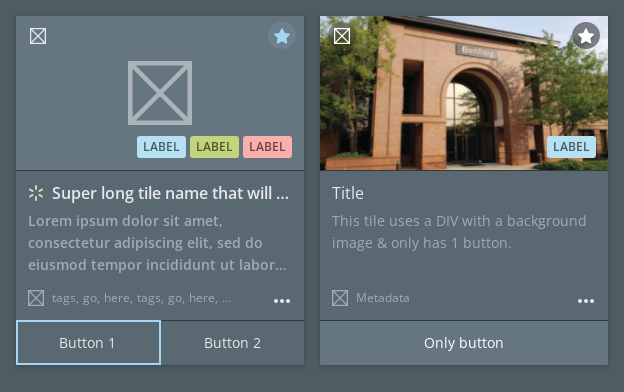 LABEL
LABEL
LABEL
Super long tile name that will ...
Lorem ipsum dolor sit amet,
consectetur adipiscing elit, sed do
eiusmod tempor incididunt ut labor...
tags, go, here, tags, go, here, ...
Button 1
Button 2
Bentley
LABEL
Title
This tile uses a DIV with a background
image & only has 1 button.
Metadata
Only button